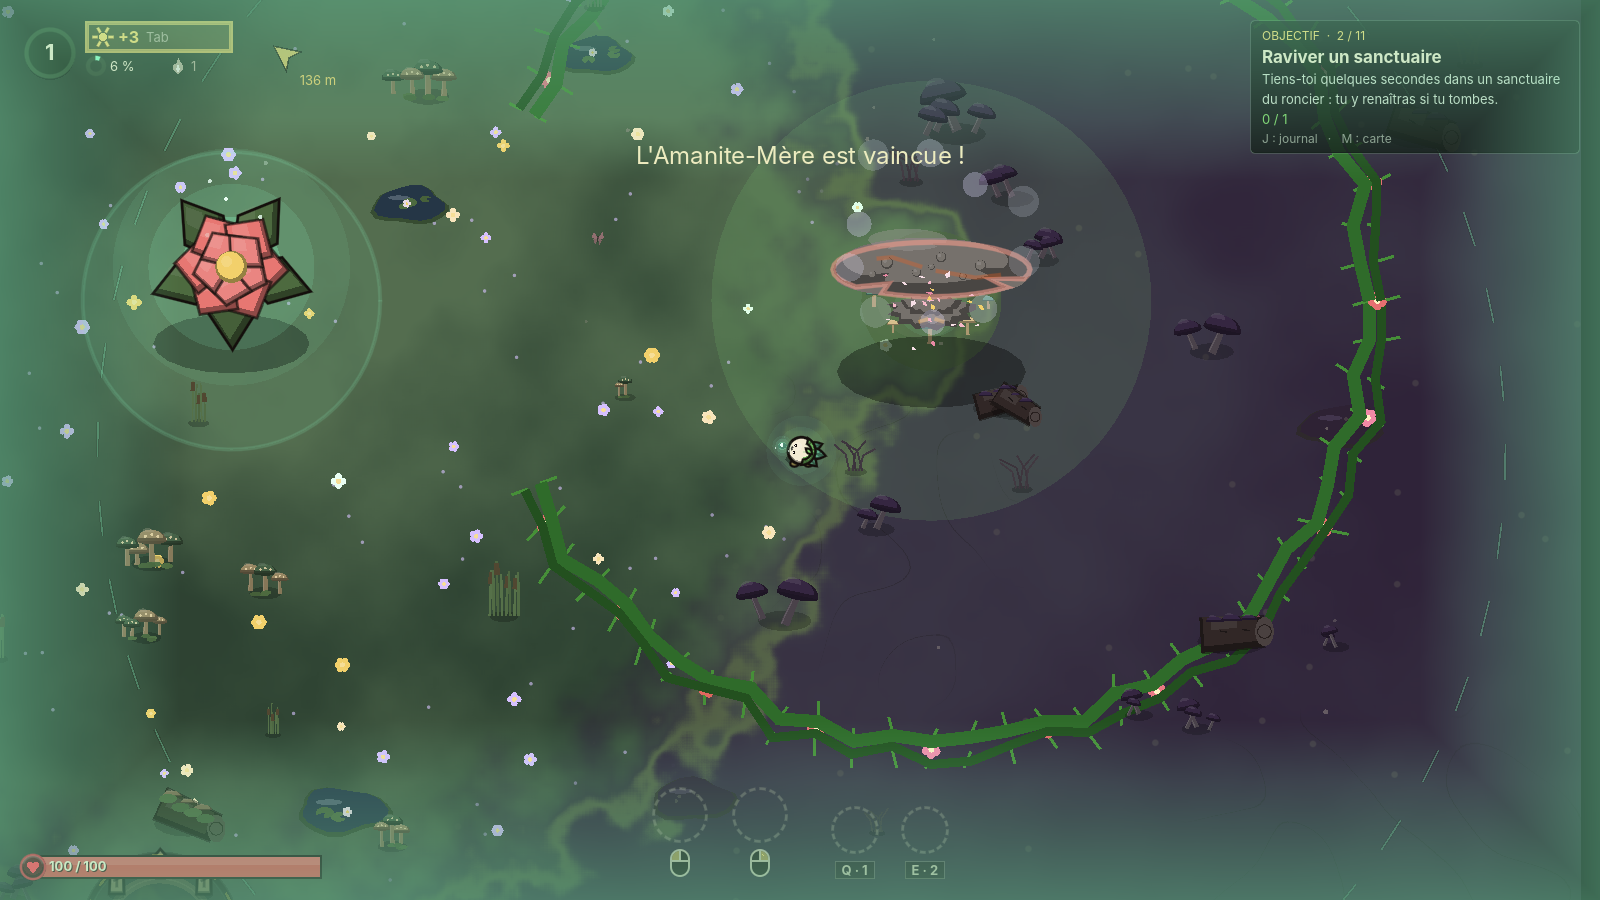 1
+3 Tab
6 %
1
136 m
OBJECTIF · 2 / 11
Raviver un sanctuaire
Tiens-toi quelques secondes dans un sanctuaire
du roncier : tu y renaîtras si tu tombes.
0 / 1
J : journal · M : carte
L'Amanite-Mère est vaincue !
100 / 100
Q · 1
E · 2